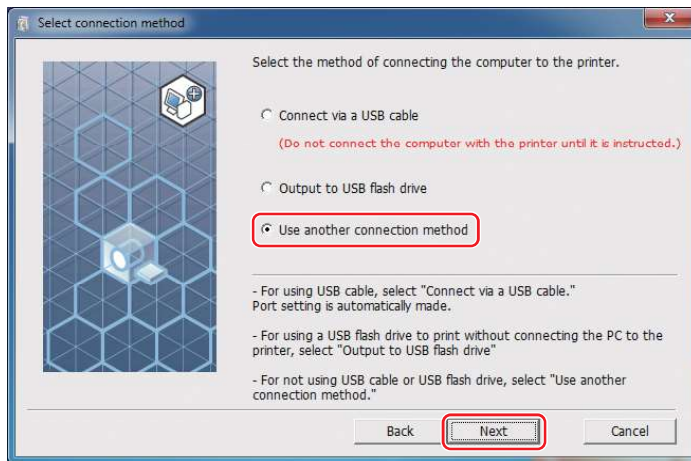 Select connection method
Select the method of connecting the computer to the printer.
Connect via a USB cable
(Do not connect the computer with the printer until it is instructed.)
Output to USB flash drive
Use another connection method
- For using USB cable, select "Connect via a USB cable."
Port setting is automatically made.
- For using a USB flash drive to print without connecting the PC to the
printer, select "Output to USB flash drive"
- For not using USB cable or USB flash drive, select "Use another
connection method."
Back
Next
Cancel